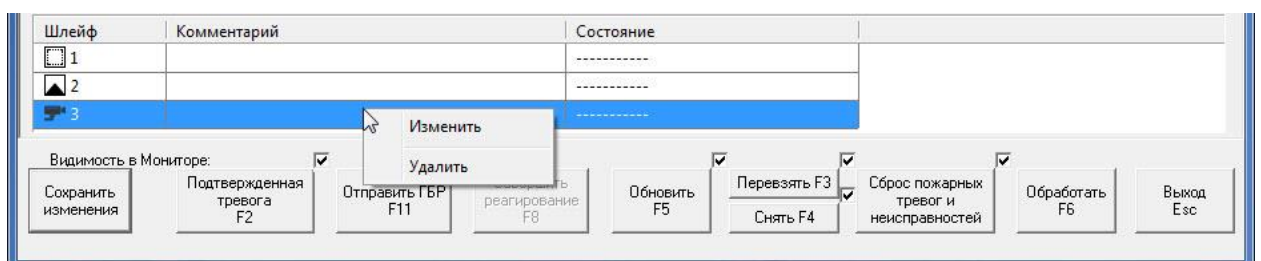 Шлейф Комментарий Состояние
1 -----------
2 -----------
3 -----------
Изменить
Удалить
Видимость в Мониторе:
Сохранить
изменения
Подтвержденная
тревога
F2
Отправить ГБР
F11
реагирование
F8
Обновить
F5
Перевзять F3
Снять F4
Сброс пожарных
тревог и
неисправностей
Обработать
F6
Выход
Esc